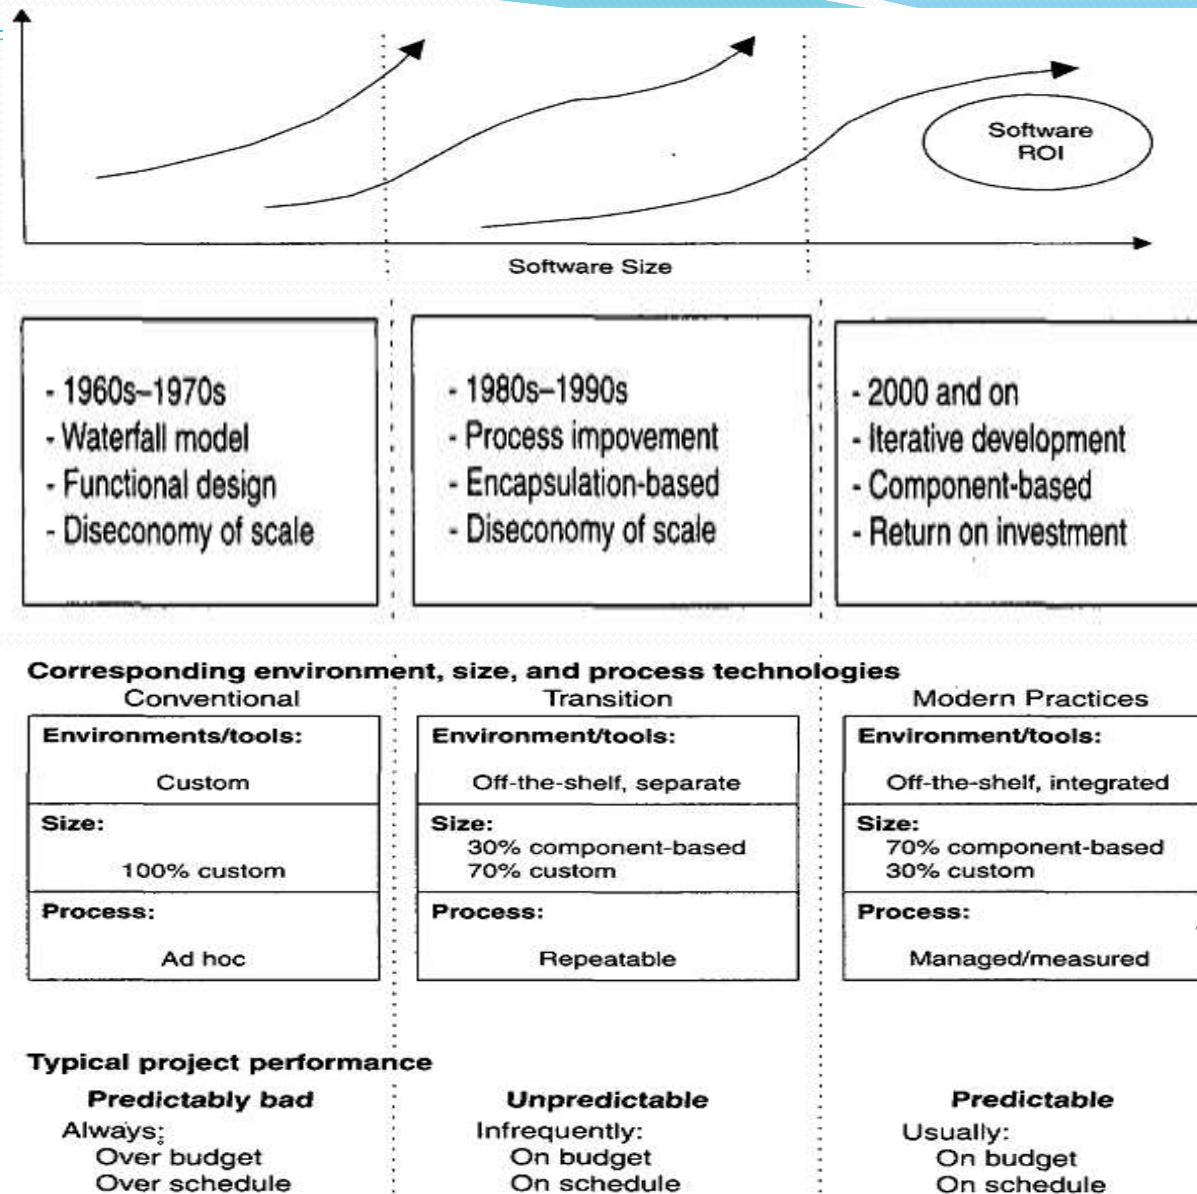 Software
ROI
Software Size
- 1960s–1970s
- Waterfall model
- Functional design
- Diseconomy of scale
- 1980s–1990s
- Process impovement
- Encapsulation-based
- Diseconomy of scale
- 2000 and on
- Iterative development
- Component-based
- Return on investment
Corresponding environment, size, and process technologies
Conventional
Environments/tools:
Custom
Size:
100% custom
Process:
Ad hoc
Transition
Environment/tools:
Off-the-shelf, separate
Size:
30% component-based
70% custom
Process:
Repeatable
Modern Practices
Environment/tools:
Off-the-shelf, integrated
Size:
70% component-based
30% custom
Process:
Managed/measured
Typical project performance
Predictably bad
Always:
Over budget
Over schedule
Unpredictable
Infrequently:
On budget
On schedule
Predictable
Usually:
On budget
On schedule